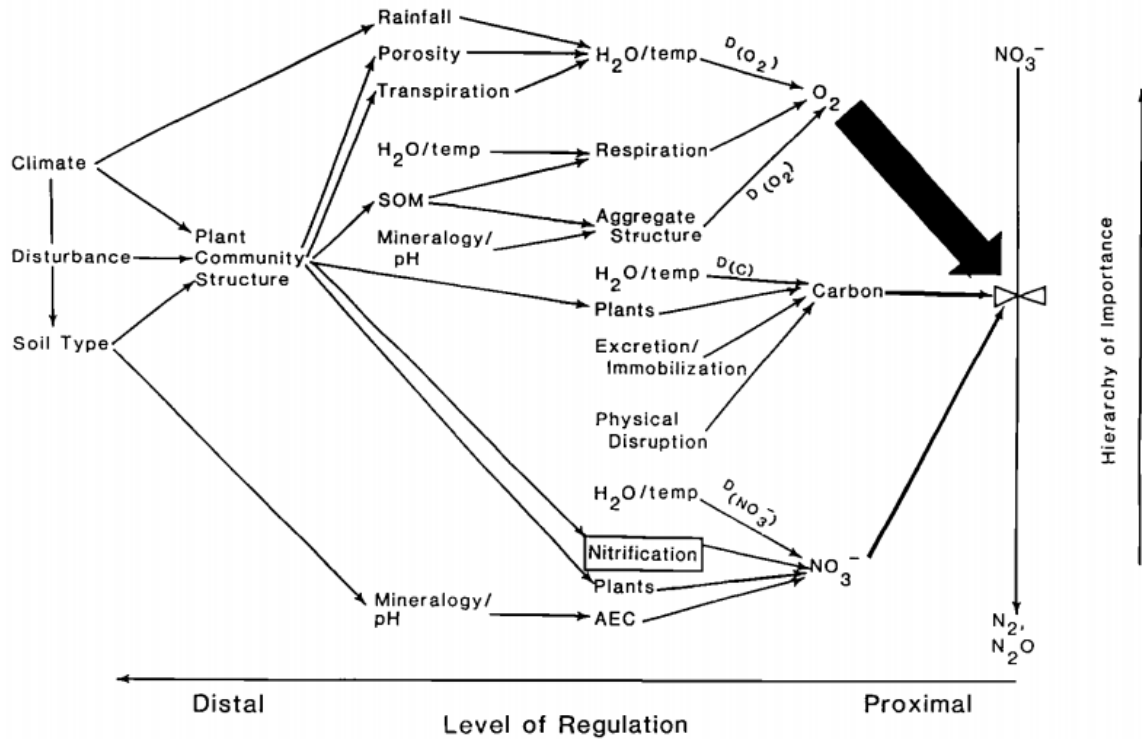 Rainfall
Porosity
Transpiration
H2O/temp
D(O2)
O2
NO3−
Climate
H2O/temp
Respiration
SOM
D(O2)
Mineralogy/
pH
Aggregate
Structure
Disturbance
Plant
Community
Structure
H2O/temp
D(C)
Carbon
Plants
Soil Type
Excretion/
Immobilization
Physical
Disruption
H2O/temp
D(NO3−)
Nitrification
NO3−
Plants
Mineralogy/
pH
AEC
N2,
N2O
Hierarchy of Importance
Distal
Proximal
Level of Regulation